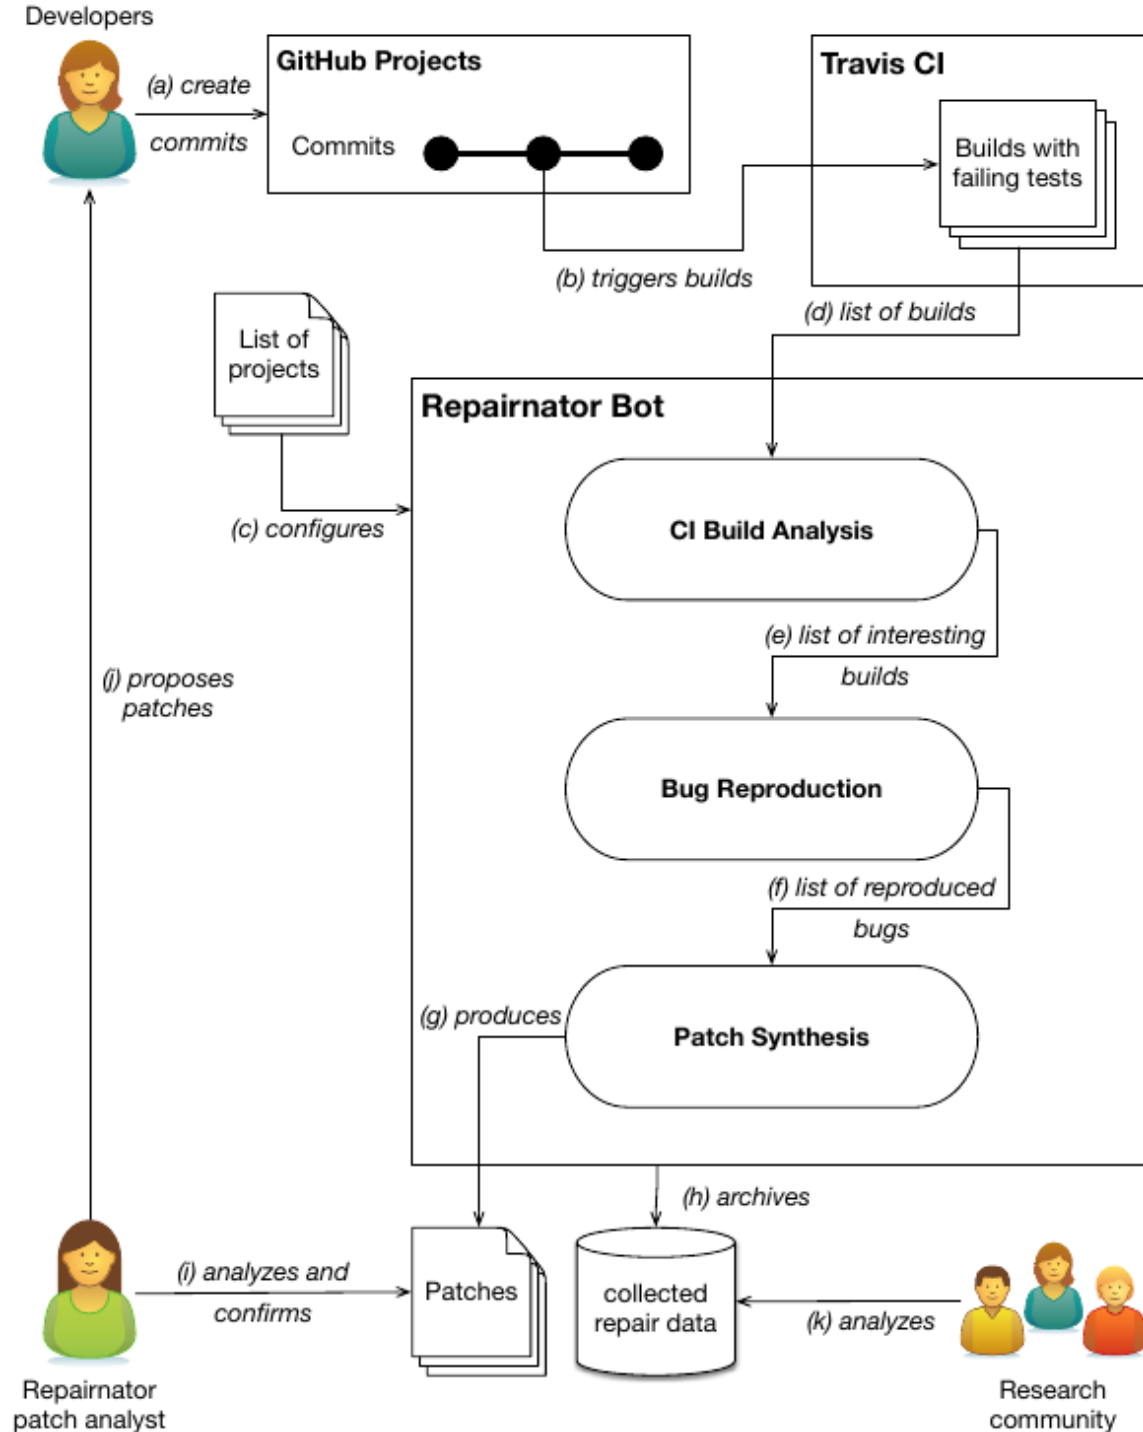 Developers
(a) create
commits
GitHub Projects
Commits
Travis CI
Builds with
failing tests
(b) triggers builds
(d) list of builds
List of
projects
(c) configures
Repairnator Bot
CI Build Analysis
(e) list of interesting
builds
(j) proposes
patches
Bug Reproduction
(f) list of reproduced
bugs
(g) produces
Patch Synthesis
(h) archives
(i) analyzes and
confirms
Patches
collected
repair data
(k) analyzes
Repairnator
patch analyst
Research
community